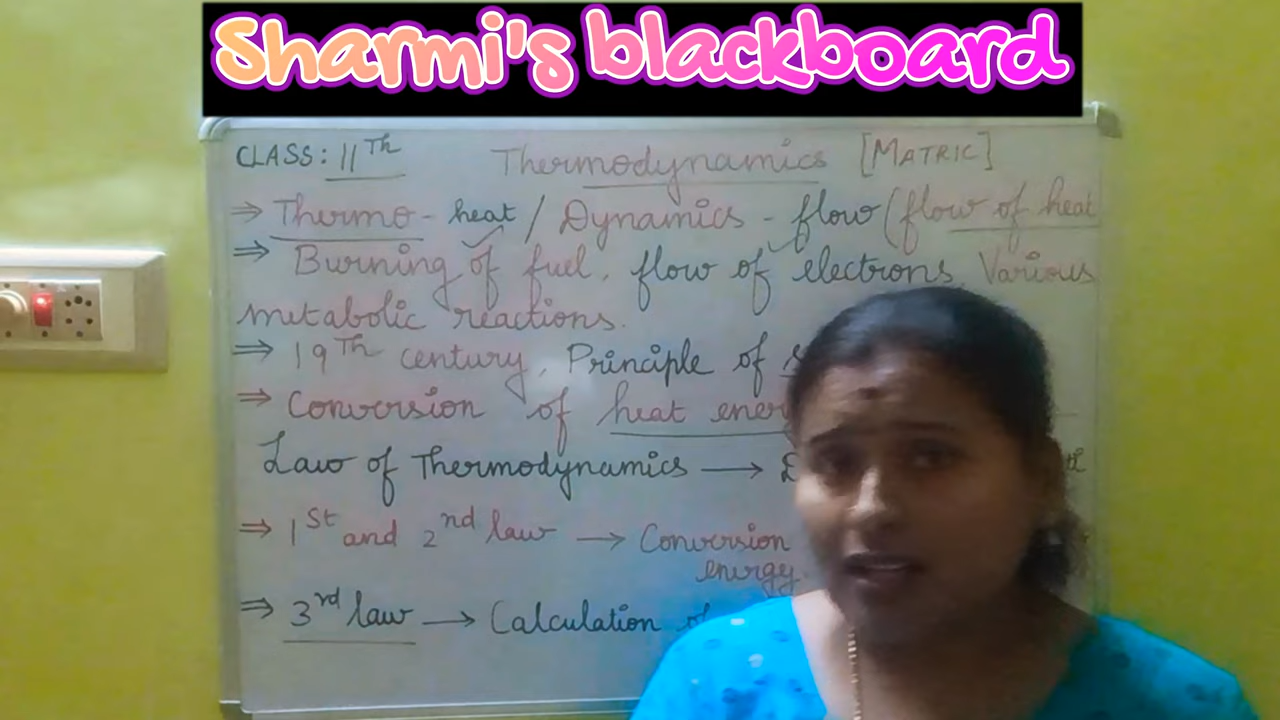 Sharmi's blackboard
CLASS: 11Th Thermodynamics [MATRIC]
⇒ Thermo - heat / Dynamics - flow (flow of heat
⇒ Burning of fuel, flow of electrons, Various
metabolic reactions.
⇒ 19Th century, Principle of
⇒ Conversion of heat
Law of Thermodynamics →
⇒ 1st and 2nd law → Conversion
energy.
⇒ 3rd law → Calculation of